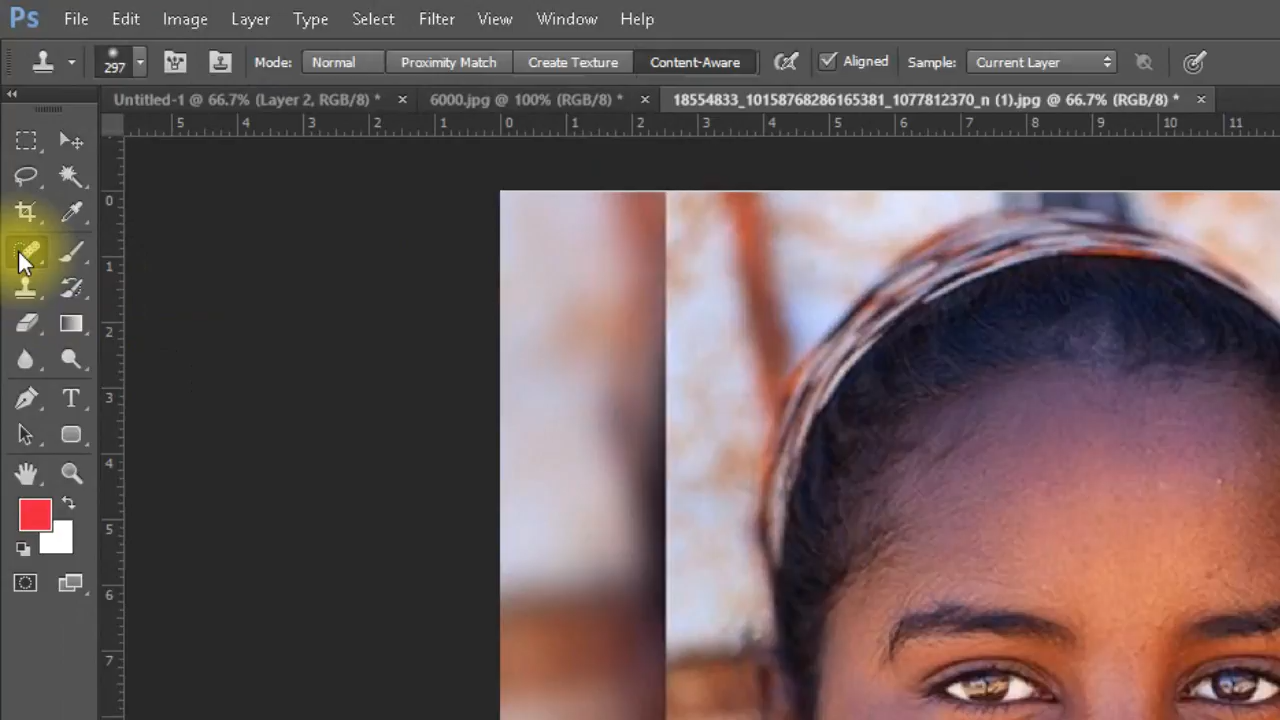 Ps File Edit Image Layer Type Select Filter View Window Help
297 Mode: Normal Proximity Match Create Texture Content-Aware Aligned Sample: Current Layer
Untitled-1 @ 66.7% (Layer 2, RGB/8) * × 6000.jpg @ 100% (RGB/8) * × 18554833_10158768286165381_1077812370_n (1).jpg @ 66.7% (RGB/8) * ×
5 4 3 2 1 0 1 2 3 4 5 6 7 8 9 10 11
0
1
2
3
T
4
5
6
7